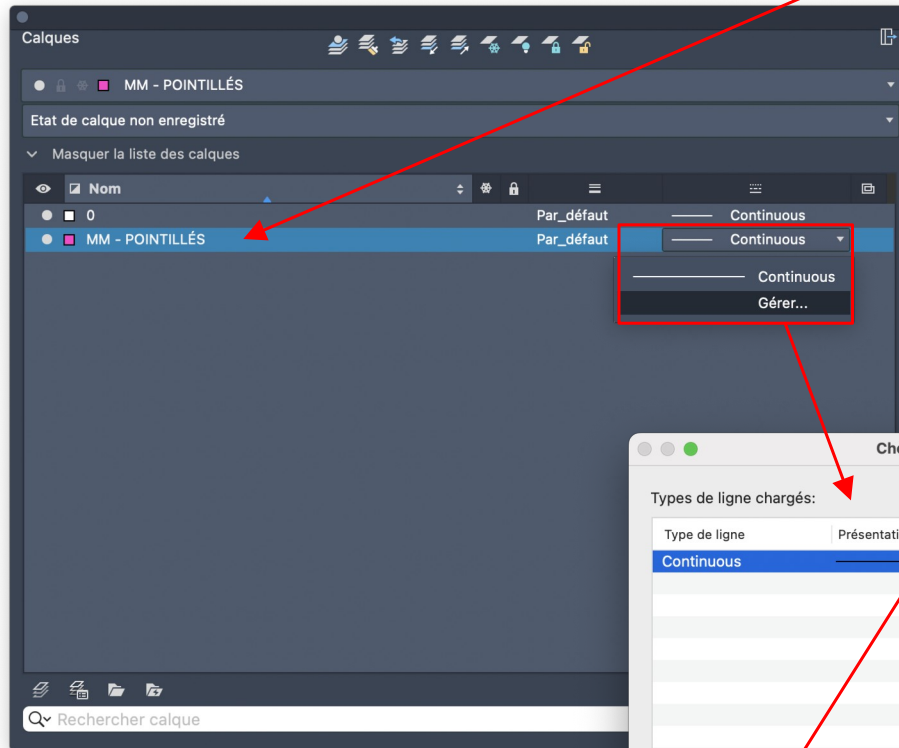 Calques
MM - POINTILLÉS
Etat de calque non enregistré
Masquer la liste des calques
Nom
0 Par_défaut Continuous
MM - POINTILLÉS Par_défaut Continuous
Continuous
Gérer...
Types de ligne chargés:
Type de ligne
Continuous
Rechercher calque